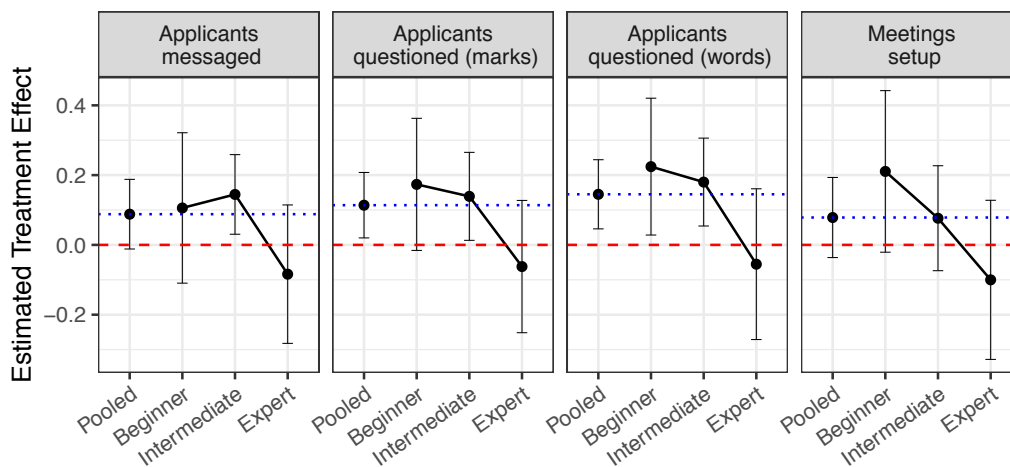 Applicants
messaged
Applicants
questioned (marks)
Applicants
questioned (words)
Meetings
setup
Estimated Treatment Effect
0.4
0.2
0.0
−0.2
Pooled
Beginner
Intermediate
Expert
Pooled
Beginner
Intermediate
Expert
Pooled
Beginner
Intermediate
Expert
Pooled
Beginner
Intermediate
Expert